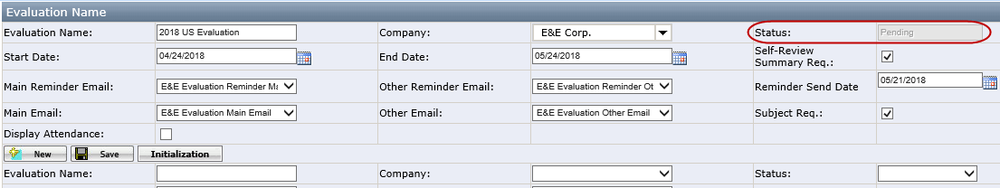 Evaluation Name
Evaluation Name: 2018 US Evaluation Company: E&E Corp. Status: Pending
Start Date: 04/24/2018 End Date: 05/24/2018 Self-Review Summary Req.:
Main Reminder Email: E&E Evaluation Reminder Ma Other Reminder Email: E&E Evaluation Reminder Ot Reminder Send Date 05/21/2018
Main Email: E&E Evaluation Main Email Other Email: E&E Evaluation Other Email Subject Req.:
Display Attendance:
New Save Initialization
Evaluation Name: Company: Status: